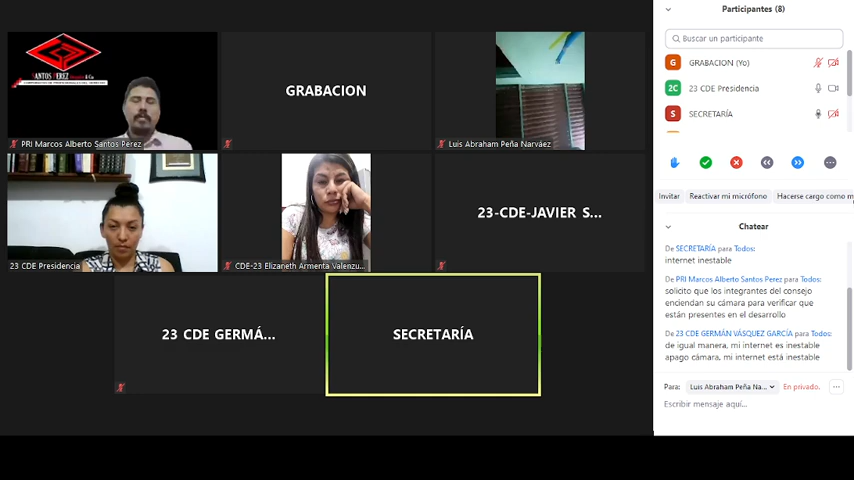 SANTOS PEREZ
PRI Marcos Alberto Santos Perez
GRABACION
Luis Abraham Peña Narváez
23 CDE Presidencia
CDE-23 Elizaneth Armenta Valenzu...
23-CDE-JAVIER S...
23 CDE GERMÁ...
SECRETARÍA
Participantes (8)
Buscar un participante
G GRABACION (Yo)
2C 23 CDE Presidencia
S SECRETARÍA
Invitar
Reactivar mi micrófono
Hacerse cargo como m
Chatear
De SECRETARÍA para Todos:
internet inestable
De PRI Marcos Alberto Santos Perez para Todos:
solicito que los integrantes del consejo
enciendan su cámara para verificar que
están presentes en el desarrollo
De 23 CDE GERMÁN VÁSQUEZ GARCÍA para Todos:
de igual manera, mi internet es inestable
apago cámara, mi internet está inestable
Para: Luis Abraham Peña Na... En privado.
Escribir mensaje aquí...